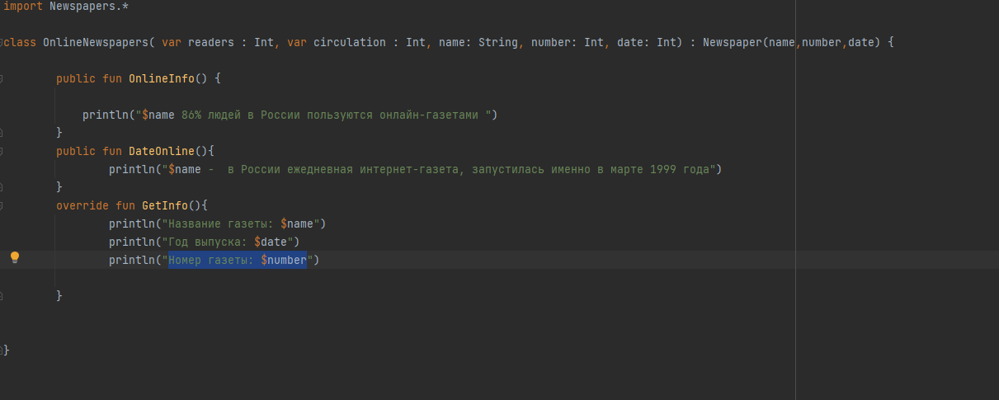 import Newspapers.*
class OnlineNewspapers( var readers : Int, var circulation : Int, name: String, number: Int, date: Int) : Newspaper(name,number,date) {
public fun OnlineInfo() {
println("$name 86% людей в России пользуются онлайн-газетами ")
}
public fun DateOnline(){
println("$name -  в России ежедневная интернет-газета, запустилась именно в марте 1999 года")
}
override fun GetInfo(){
println("Название газеты: $name")
println("Год выпуска: $date")
println("Номер газеты: $number")
}
}